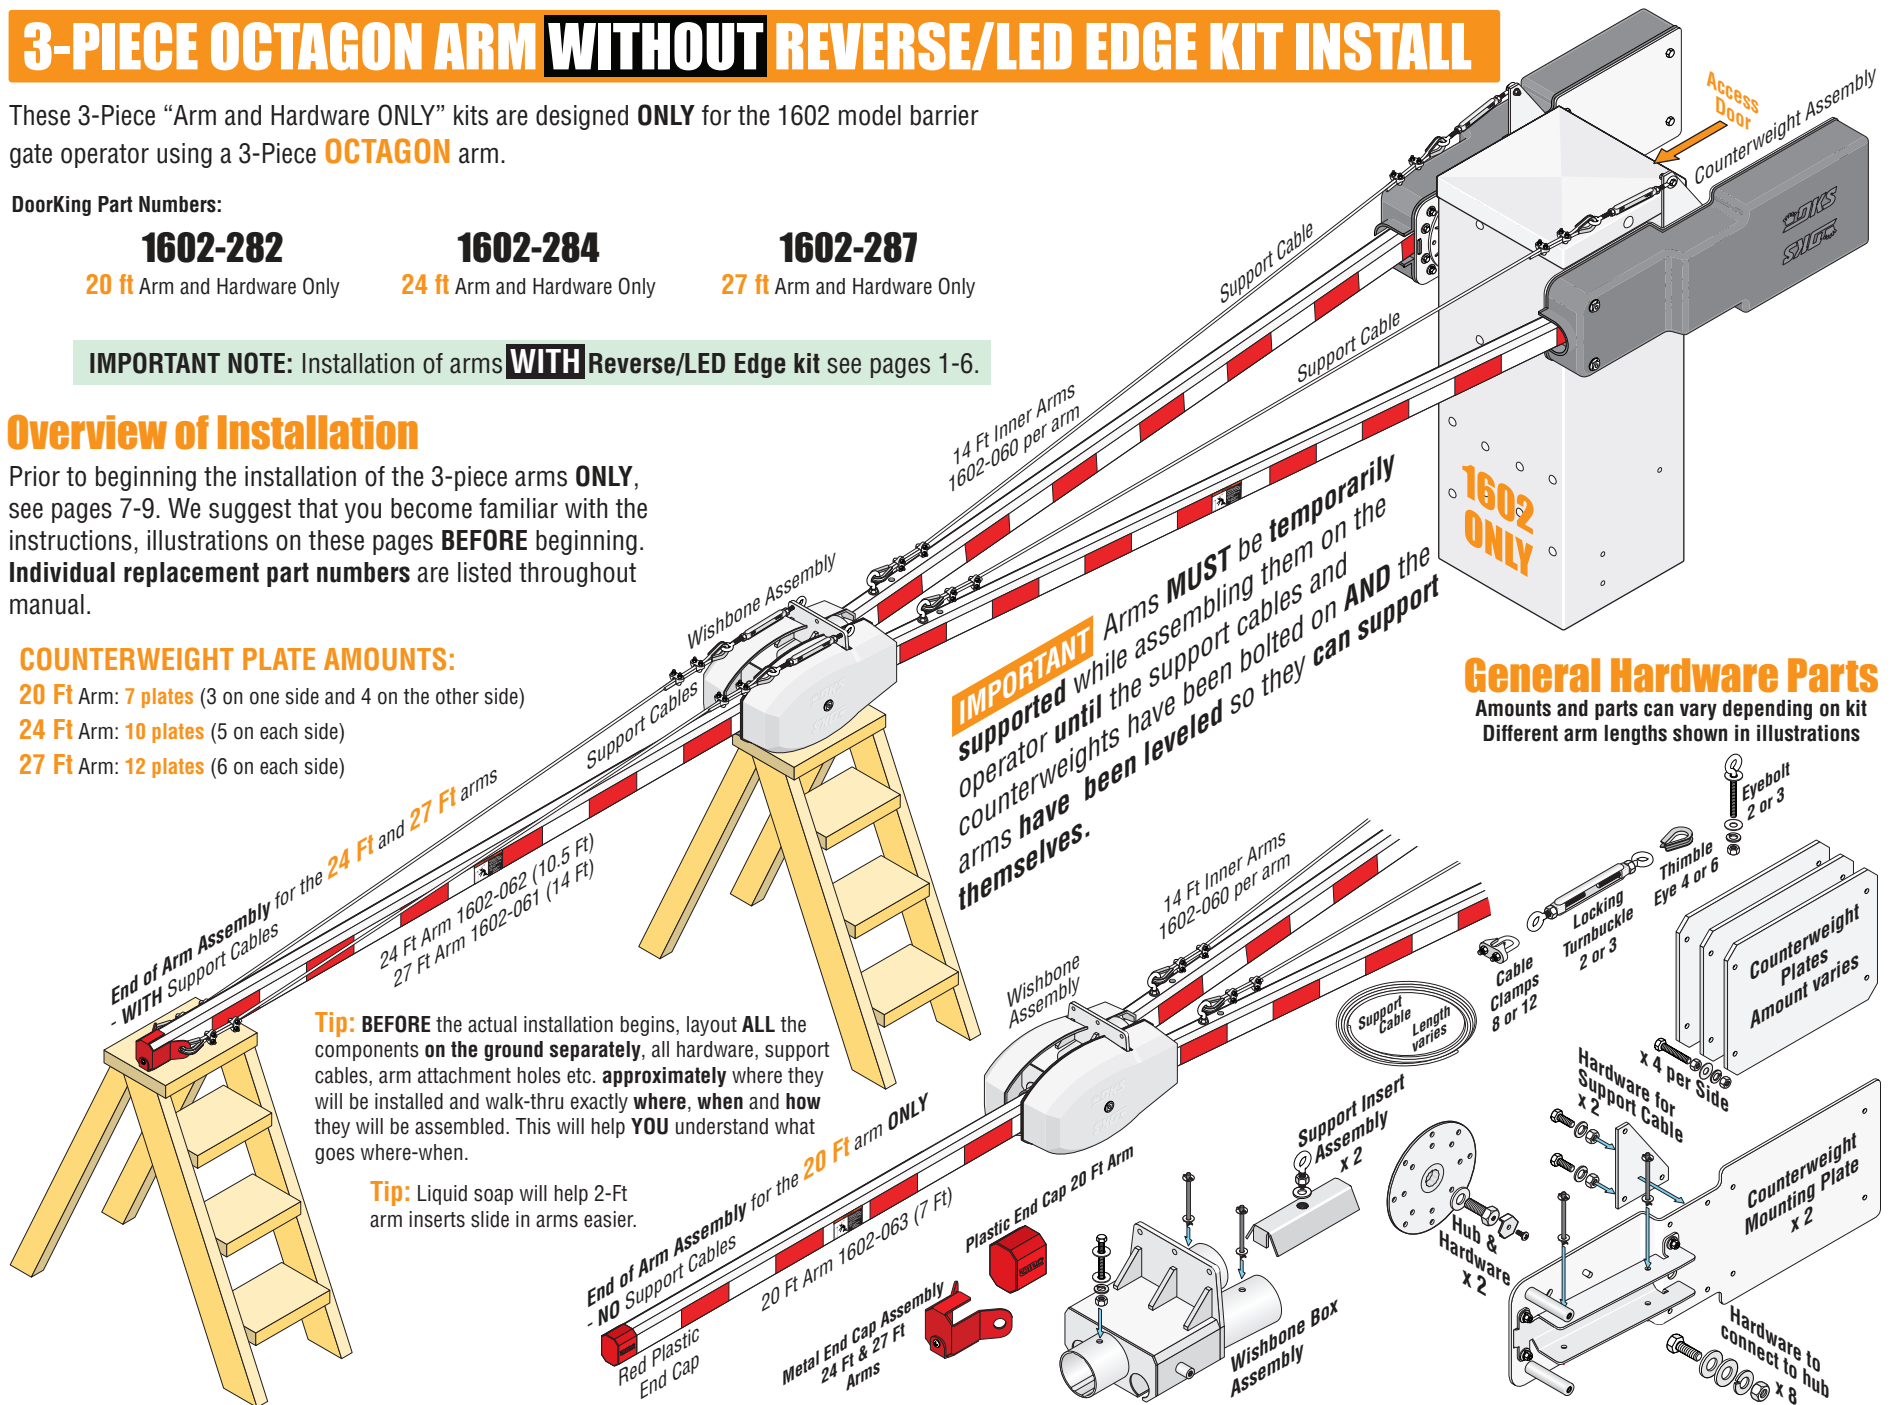 3-PIECE OCTAGON ARM WITHOUT REVERSE/LED EDGE KIT INSTALL
These 3-Piece “Arm and Hardware ONLY” kits are designed ONLY for the 1602 model barrier
gate operator using a 3-Piece OCTAGON arm.
DoorKing Part Numbers:
1602-282
20 ft Arm and Hardware Only
1602-284
24 ft Arm and Hardware Only
1602-287
27 ft Arm and Hardware Only
IMPORTANT NOTE: Installation of arms WITH Reverse/LED Edge kit see pages 1-6.
Overview of Installation
Prior to beginning the installation of the 3-piece arms ONLY,
see pages 7-9. We suggest that you become familiar with the
instructions, illustrations on these pages BEFORE beginning.
Individual replacement part numbers are listed throughout
manual.
COUNTERWEIGHT PLATE AMOUNTS:
20 Ft Arm: 7 plates (3 on one side and 4 on the other side)
24 Ft Arm: 10 plates (5 on each side)
27 Ft Arm: 12 plates (6 on each side)
Access
Door
Counterweight Assembly
DKS
DKS
Support Cable
Support Cable
14 Ft Inner Arms
1602-060 per arm
1602
ONLY
Wishbone Assembly
Support Cables
DKS
DKS
IMPORTANT Arms MUST be temporarily
supported while assembling them on the
operator until the support cables and
counterweights have been bolted on AND the
arms have been leveled so they can support
themselves.
End of Arm Assembly for the 24 Ft and 27 Ft arms
- WITH Support Cables
24 Ft Arm 1602-062 (10.5 Ft)
27 Ft Arm 1602-061 (14 Ft)
Tip: BEFORE the actual installation begins, layout ALL the
components on the ground separately, all hardware, support
cables, arm attachment holes etc. approximately where they
will be installed and walk-thru exactly where, when and how
they will be assembled. This will help YOU understand what
goes where-when.
Tip: Liquid soap will help 2-Ft
arm inserts slide in arms easier.
14 Ft Inner Arms
1602-060 per arm
Wishbone
Assembly
DKS
DKS
End of Arm Assembly for the 20 Ft arm ONLY
- NO Support Cables
20 Ft Arm 1602-063 (7 Ft)
Red Plastic
End Cap
General Hardware Parts
Amounts and parts can vary depending on kit
Different arm lengths shown in illustrations
Eyebolt
2 or 3
Thimble
Eye 4 or 6
Locking
Turnbuckle
2 or 3
Cable
Clamps
8 or 12
Support
Cable
Length
varies
Counterweight
Plates
Amount varies
x 4 per Side
Hardware for
Support Cable
x 2
Support Insert
Assembly
x 2
Hub &
Hardware
x 2
Counterweight
Mounting Plate
x 2
Hardware to
connect to hub
x 8
Plastic End Cap 20 Ft Arm
Metal End Cap Assembly
24 Ft & 27 Ft
Arms
Wishbone Box
Assembly